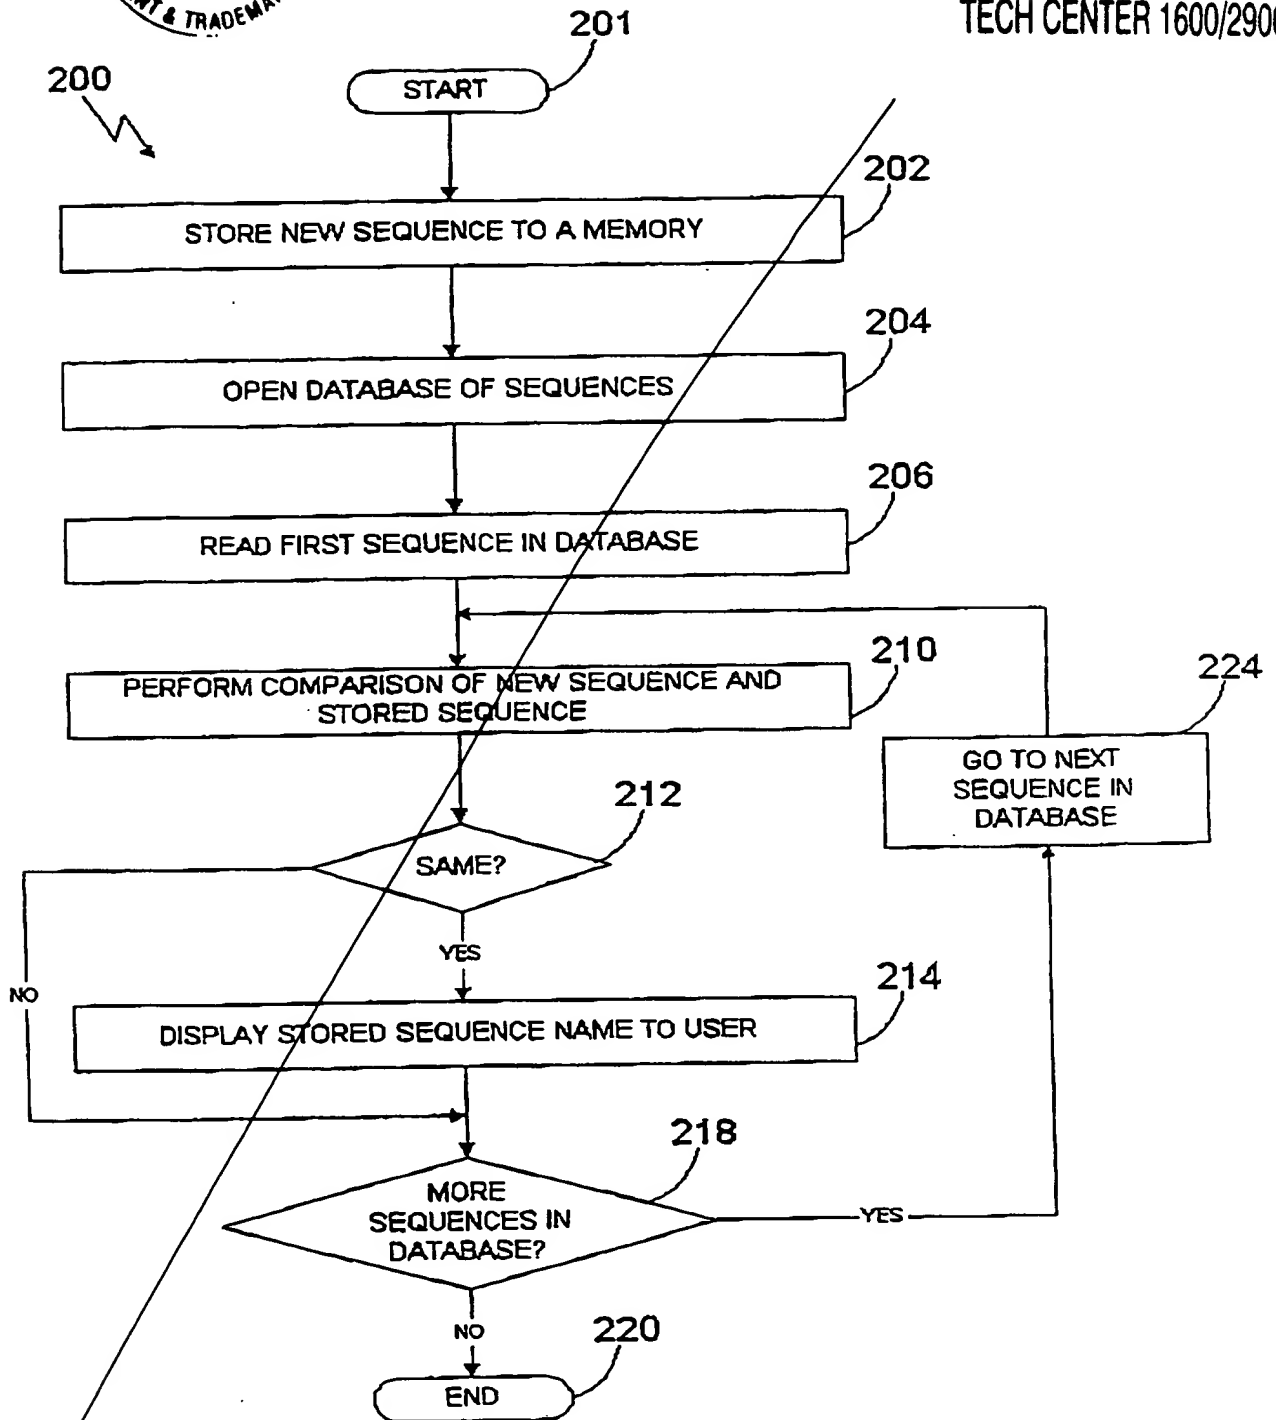 & TRADEMA
TECH CENTER 1600/290
201
200
START
202
STORE NEW SEQUENCE TO A MEMORY
204
OPEN DATABASE OF SEQUENCES
206
READ FIRST SEQUENCE IN DATABASE
210
PERFORM COMPARISON OF NEW SEQUENCE AND
STORED SEQUENCE
224
GO TO NEXT
SEQUENCE IN
DATABASE
212
SAME?
YES
NO
214
DISPLAY STORED SEQUENCE NAME TO USER
218
MORE
SEQUENCES IN
DATABASE?
YES
NO
220
END